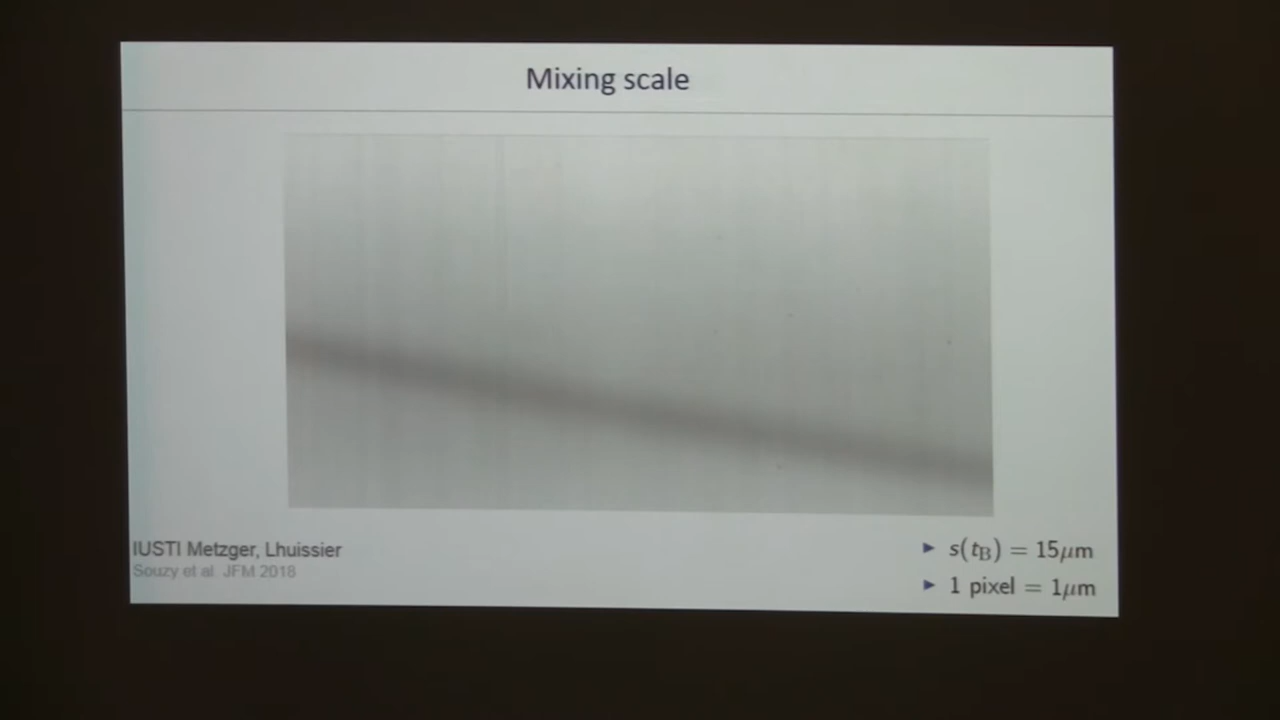 Mixing scale
IUSTI Metzger, Lhuissier
Souzy et al. JFM 2018
▶ s(t_B) = 15μm
▶ 1 pixel = 1μm